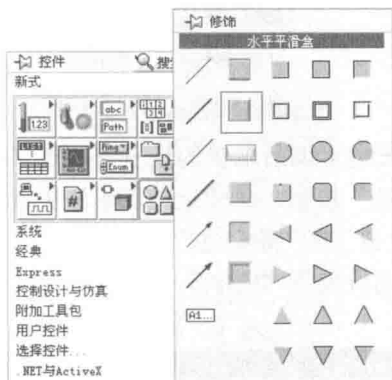 修饰
水平平滑盒
控件
搜
新式
1.23
abc
Path
Ring
Enum
#
系统
经典
Express
控制设计与仿真
附加工具包
用户控件
选择控件...
.NET与ActiveX
A1...